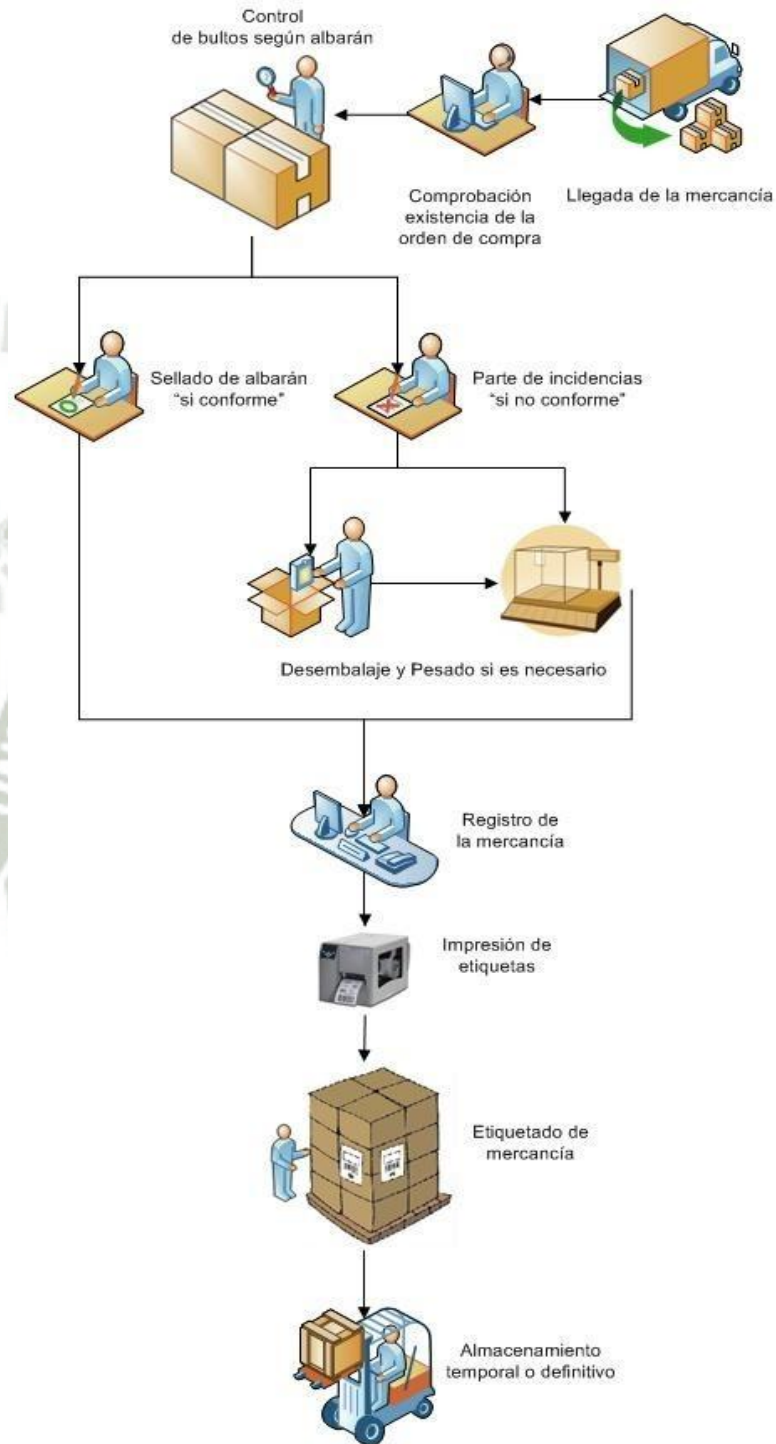 Control
de bultos según albarán
Comprobación
existencia de la
orden de compra
Llegada de la mercancía
Sellado de albarán
“si conforme”
Parte de incidencias
“si no conforme”
Desembalaje y Pesado si es necesario
Registro de
la mercancía
Impresión de
etiquetas
Etiquetado de
mercancía
Almacenamiento
temporal o definitivo